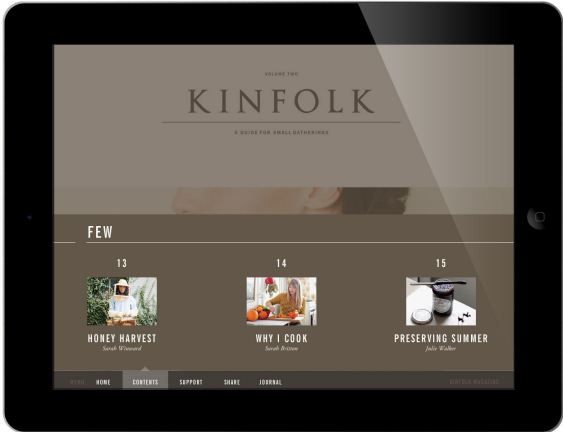 VOLUME TWO
KINFOLK
A GUIDE FOR SMALL GATHERINGS
FEW
13
14
15
HONEY HARVEST
WHY I COOK
PRESERVING SUMMER
Sarah Winward
Sarah Britton
Julie Walker
MENU HOME CONTENTS SUPPORT SHARE JOURNAL KINFOLK MAGAZINE